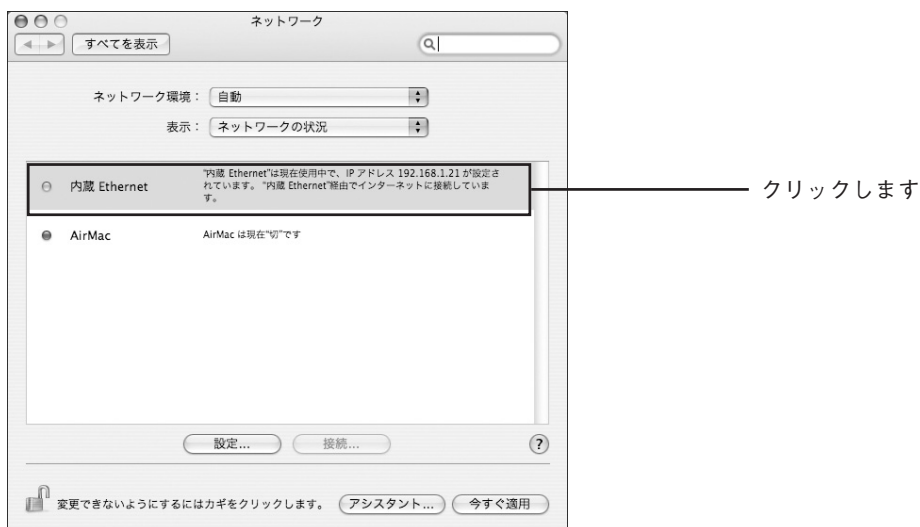 ネットワーク
すべてを表示
ネットワーク環境： 自動
表示： ネットワークの状況
内蔵 Ethernet
"内蔵 Ethernet"は現在使用中で、IP アドレス 192.168.1.21 が設定さ
れています。 "内蔵 Ethernet"経由でインターネットに接続していま
す。
クリックします
AirMac
AirMac は現在"切"です
設定...
接続...
?
変更できないようにするにはカギをクリックします。
アシスタント...
今すぐ適用